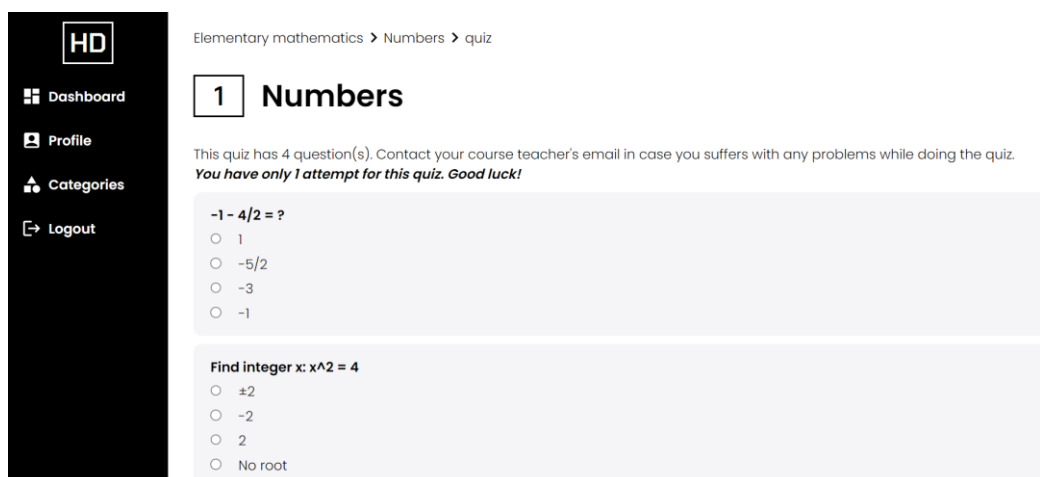 HD
Dashboard
Profile
Categories
Logout
Elementary mathematics > Numbers > quiz
1 Numbers
This quiz has 4 question(s). Contact your course teacher's email in case you suffers with any problems while doing the quiz.
You have only 1 attempt for this quiz. Good luck!
-1 - 4/2 = ?
1
-5/2
-3
-1
Find integer x: x^2 = 4
±2
-2
2
No root